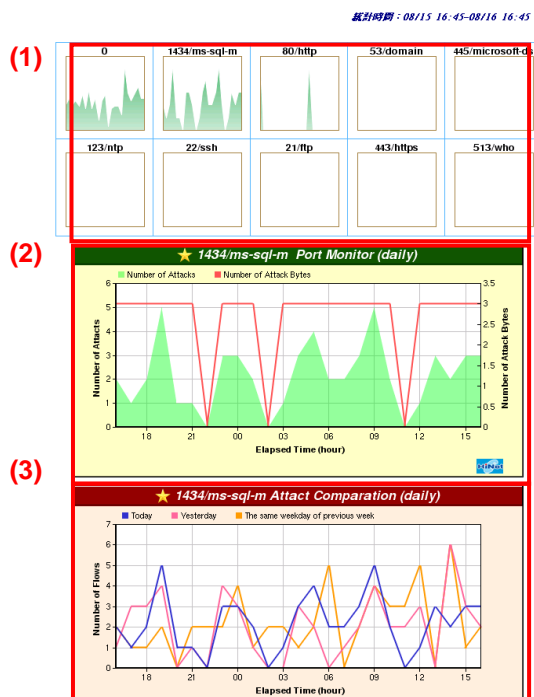 統計時間：08/15 16:45-08/16 16:45
(1)
0 1434/ms-sql-m 80/http 53/domain 445/microsoft-ds
123/ntp 22/ssh 21/ftp 443/https 513/who
(2)
1434/ms-sql-m Port Monitor (daily)
Number of Attacks Number of Attack Bytes
6 3.5
5 3
4 2.5
3 2
2 1.5
1 1
0 0.5
0
Number of Attacts
Number of Attack Bytes
18 21 00 03 06 09 12 15
Elapsed Time (hour)
HiNet
(3)
1434/ms-sql-m Attact Comparation (daily)
Today Yesterday The same weekday of previous week
7
6
5
4
3
2
1
0
Number of Flows
18 21 00 03 06 09 12 15
Elapsed Time (hour)